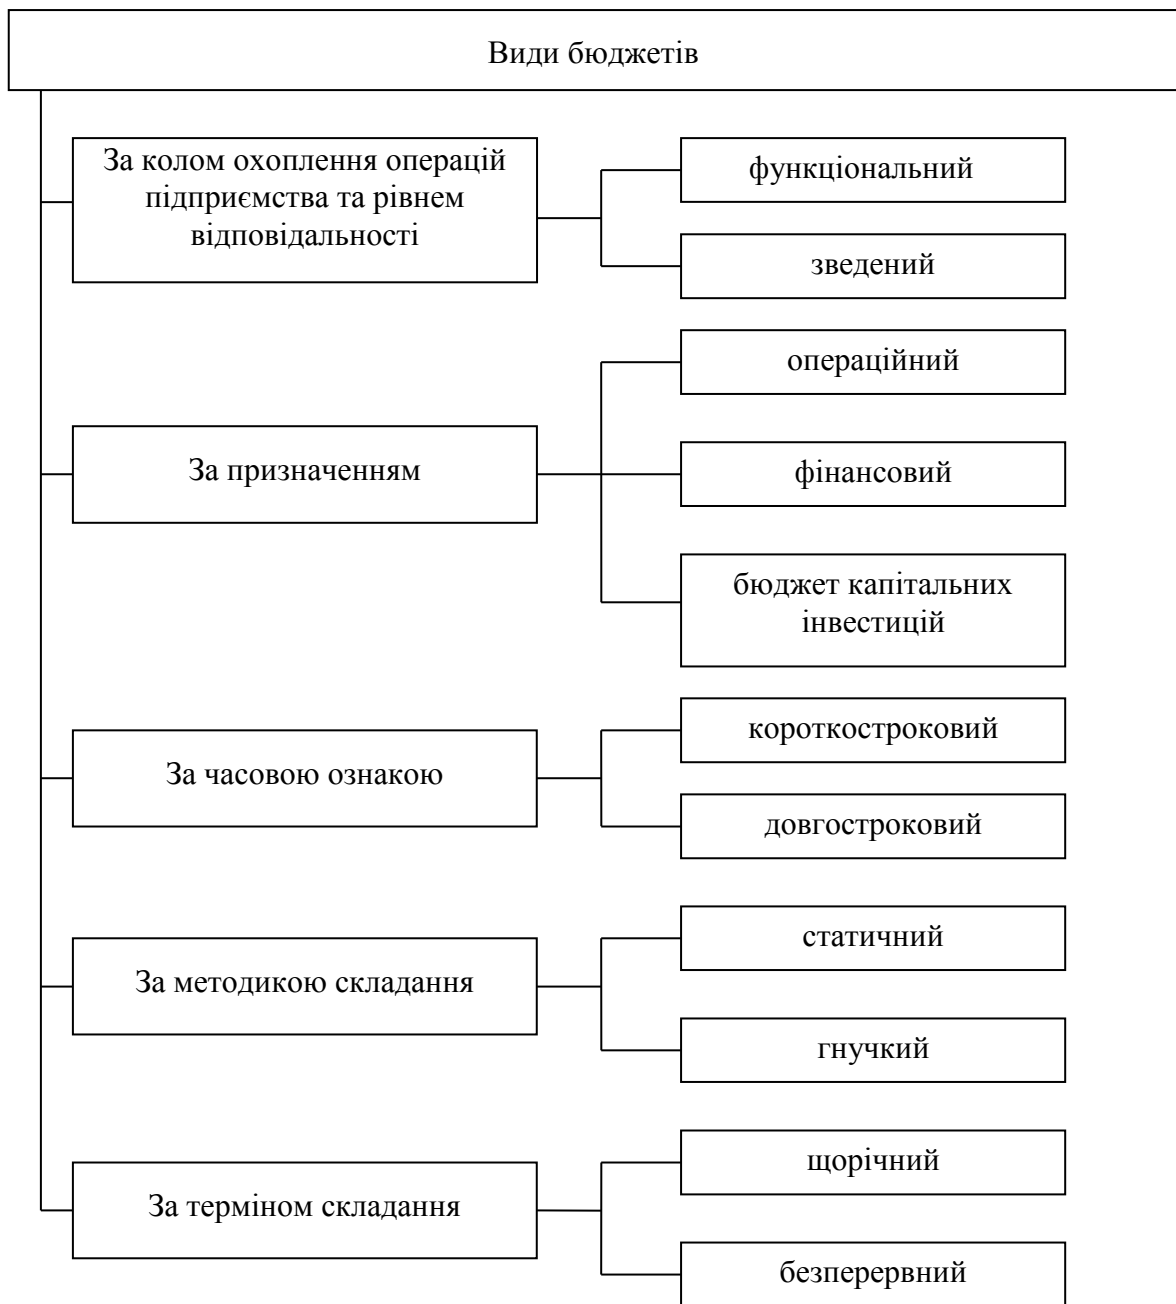 Види бюджетів
За колом охоплення операцій
підприємства та рівнем
відповідальності
функціональний
зведений
За призначенням
операційний
фінансовий
бюджет капітальних
інвестицій
За часовою ознакою
короткостроковий
довгостроковий
За методикою складання
статичний
гнучкий
За терміном складання
щорічний
безперервний